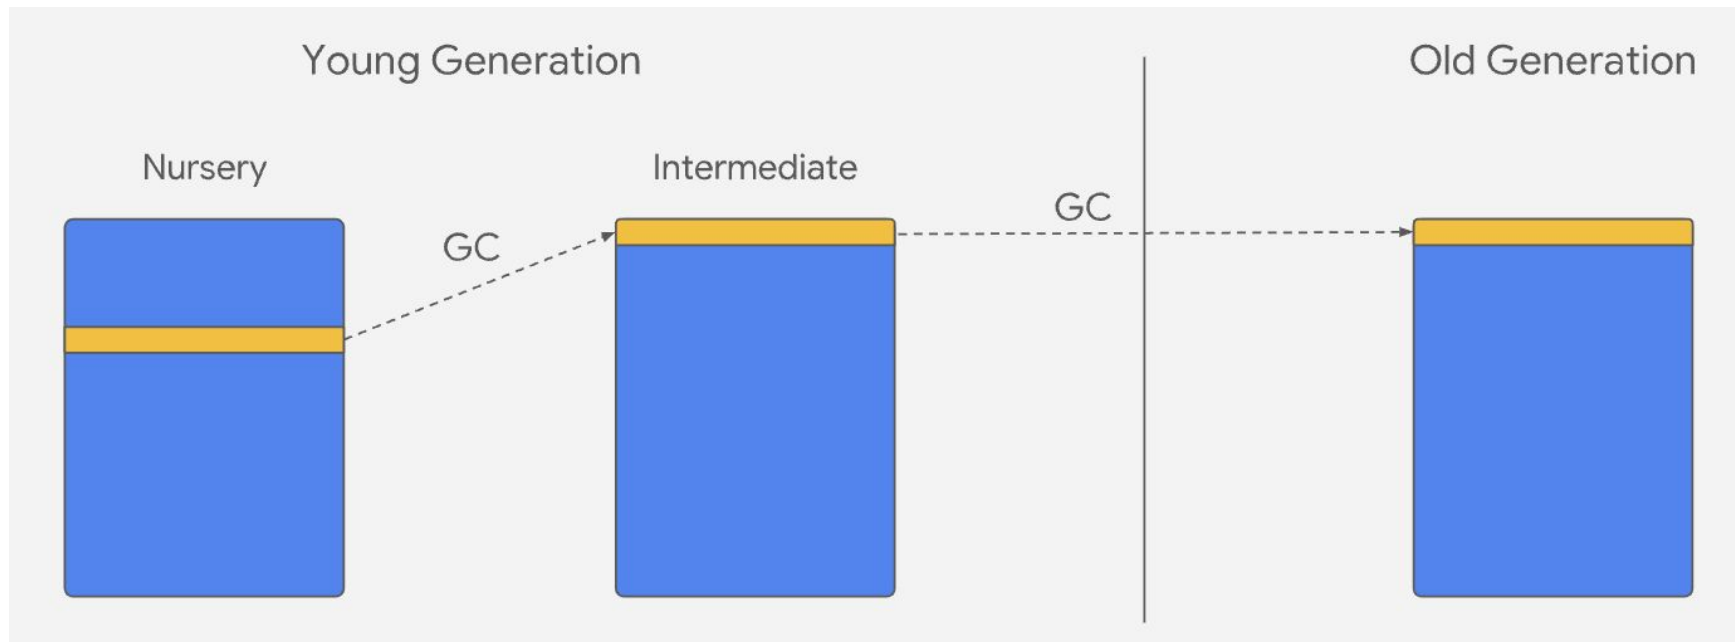 Young Generation
Old Generation
Nursery
Intermediate
GC
GC